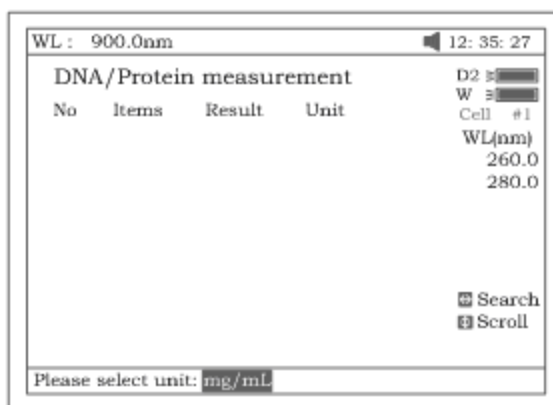 WL : 900.0nm 12: 35: 27
DNA/Protein measurement
D2
W
No Items Result Unit
Cell #1
WL(nm)
260.0
280.0
Search
Scroll
Please select unit: mg/mL